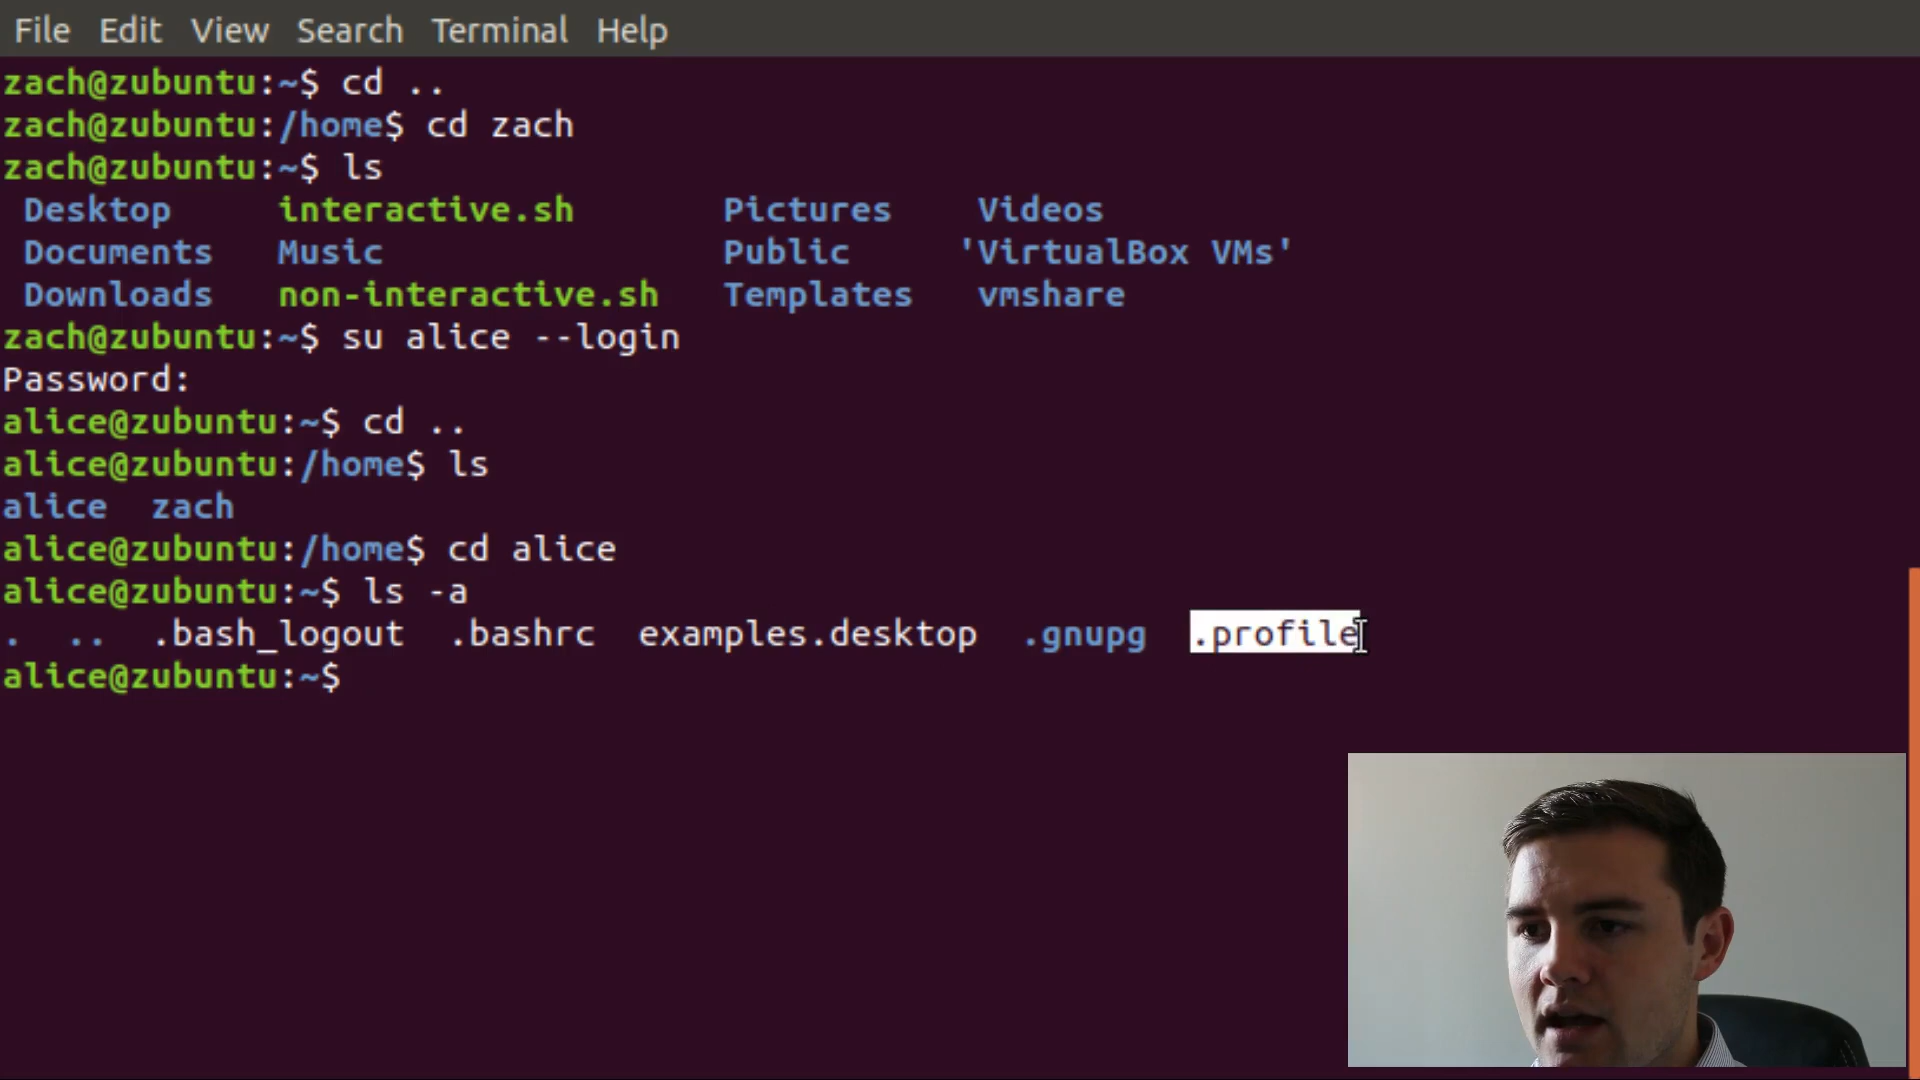 File Edit View Search Terminal Help
zach@zubuntu:~$ cd ..
zach@zubuntu:/home$ cd zach
zach@zubuntu:~$ ls
Desktop interactive.sh Pictures Videos
Documents Music Public 'VirtualBox VMs'
Downloads non-interactive.sh Templates vmshare
zach@zubuntu:~$ su alice --login
Password:
alice@zubuntu:~$ cd ..
alice@zubuntu:/home$ ls
alice zach
alice@zubuntu:/home$ cd alice
alice@zubuntu:~$ ls -a
. .. .bash_logout .bashrc examples.desktop .gnupg .profile
alice@zubuntu:~$